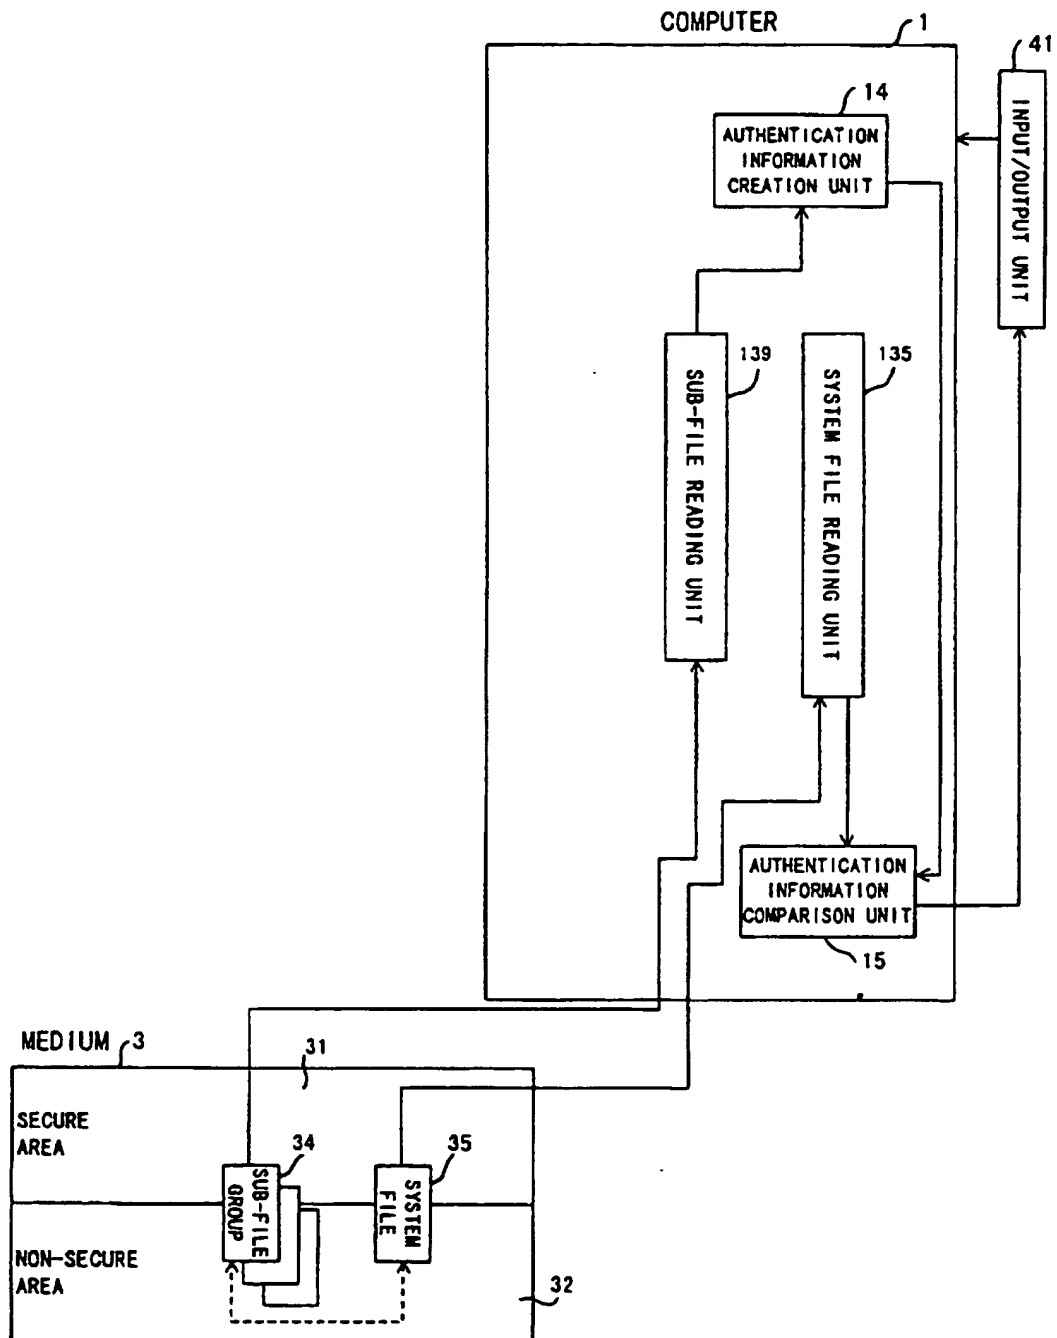 COMPUTER
1
41
14
AUTHENTICATION
INFORMATION
CREATION UNIT
INPUT/OUTPUT UNIT
139
135
SUB-FILE READING UNIT
SYSTEM FILE READING UNIT
AUTHENTICATION
INFORMATION
COMPARISON UNIT
15
MEDIUM
3
31
SECURE
AREA
34
35
SUB-FILE
GROUP
SYSTEM
FILE
NON-SECURE
AREA
32